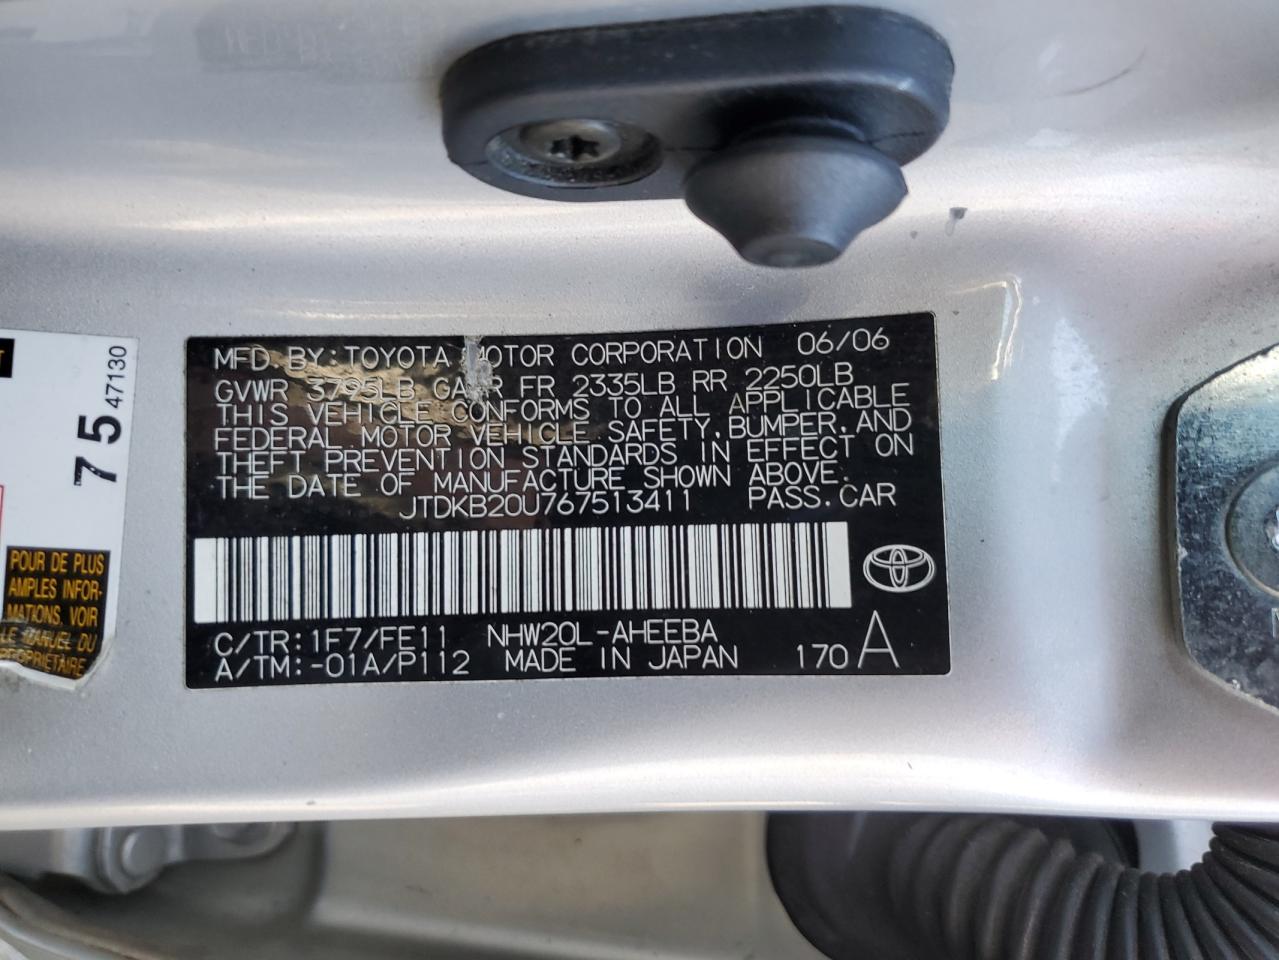 MFD. BY: TOYOTA MOTOR CORPORATION 06/06
GVWR 3795LB GAWR FR 2335LB RR 2250LB
THIS VEHICLE CONFORMS TO ALL APPLICABLE
FEDERAL MOTOR VEHICLE SAFETY, BUMPER, AND
THEFT PREVENTION STANDARDS IN EFFECT ON
THE DATE OF MANUFACTURE SHOWN ABOVE.
JTDKB20U767513411 PASS. CAR
C/TR: 1F7/FE11 NHW20L-AHEEBA
A/TM: -01A/P112 MADE IN JAPAN 170 A
75 47130
POUR DE PLUS
AMPLES INFOR-
MATIONS, VOIR
LE MANUEL DU